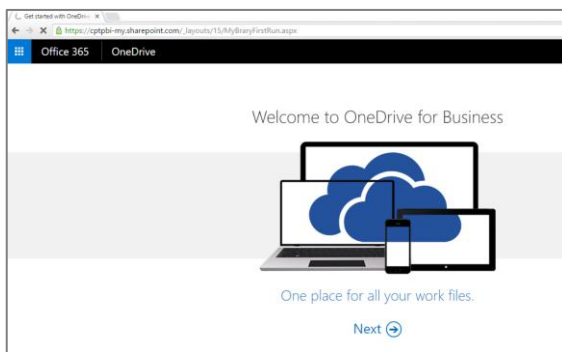 Get started with OneDriv
https://cptpbi-my.sharepoint.com/_layouts/15/MyBraryFirstRun.aspx
Office 365 OneDrive
Welcome to OneDrive for Business
One place for all your work files.
Next